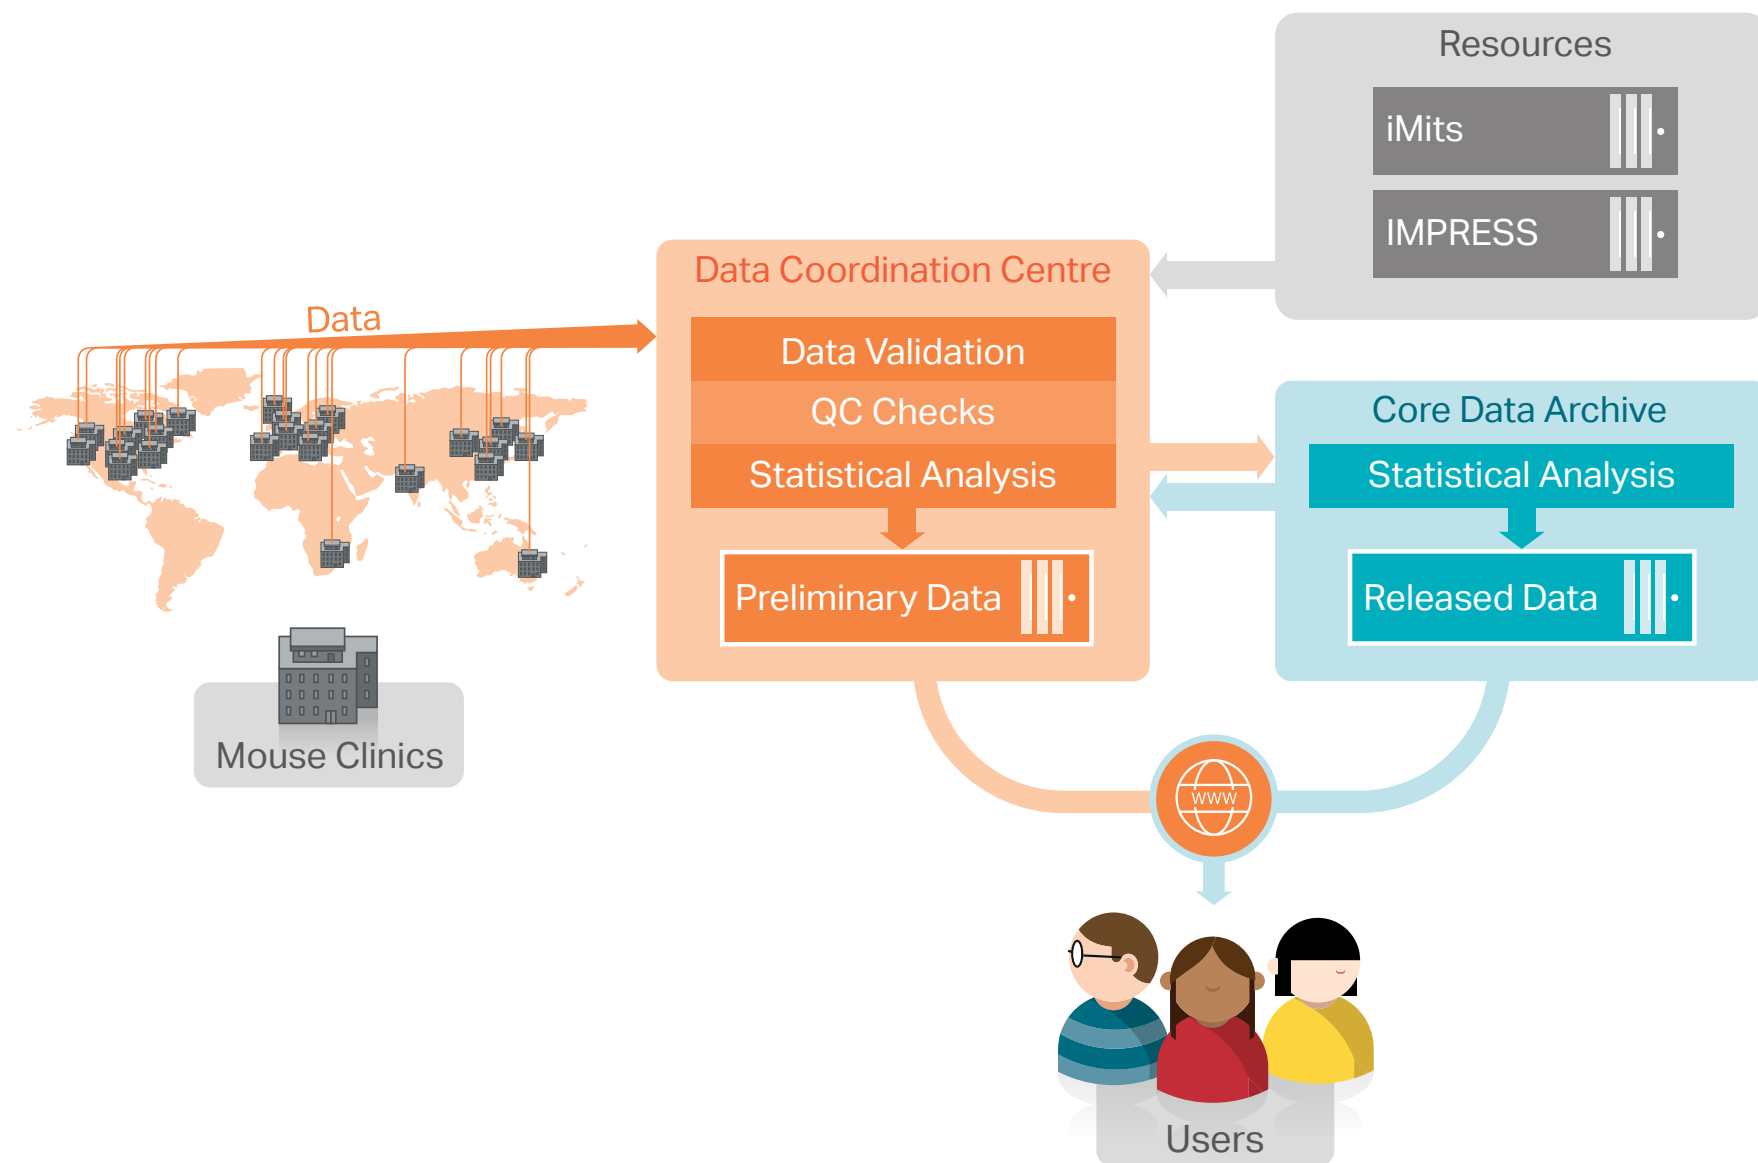 Resources
iMits
IMPRESS
Data
Data Coordination Centre
Data Validation
QC Checks
Statistical Analysis
Preliminary Data
Core Data Archive
Statistical Analysis
Released Data
Mouse Clinics
WWW
Users